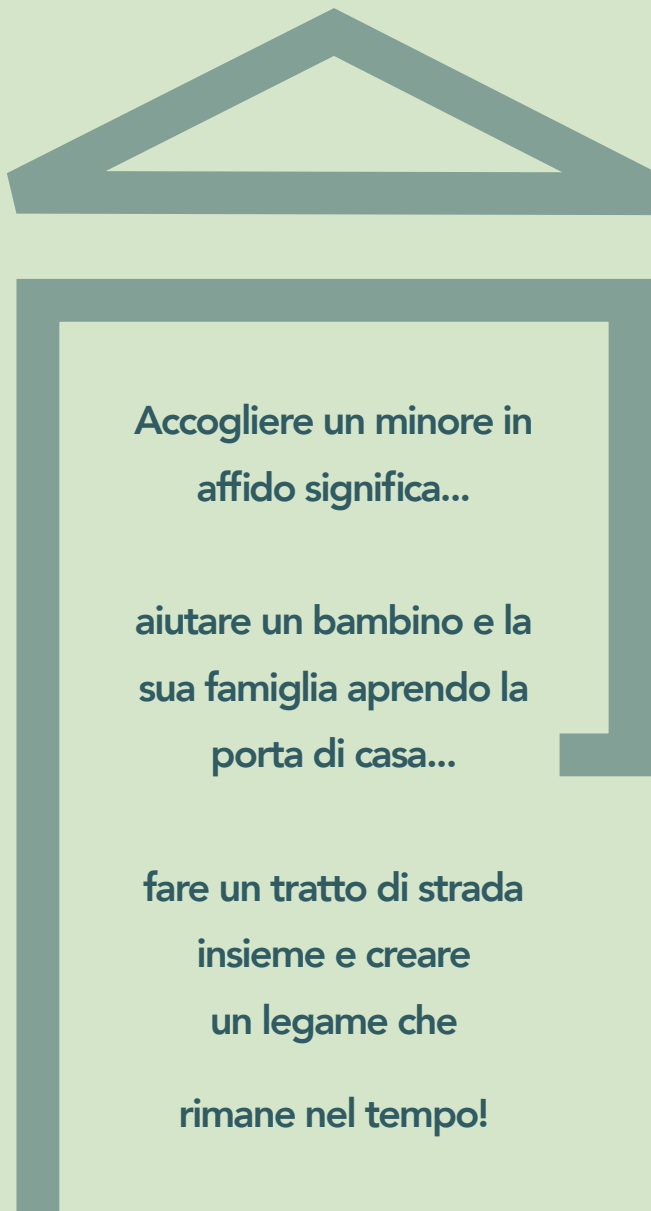 Accogliere un minore in
affido significa...
aiutare un bambino e la
sua famiglia aprendo la
porta di casa...
fare un tratto di strada
insieme e creare
un legame che
rimane nel tempo!